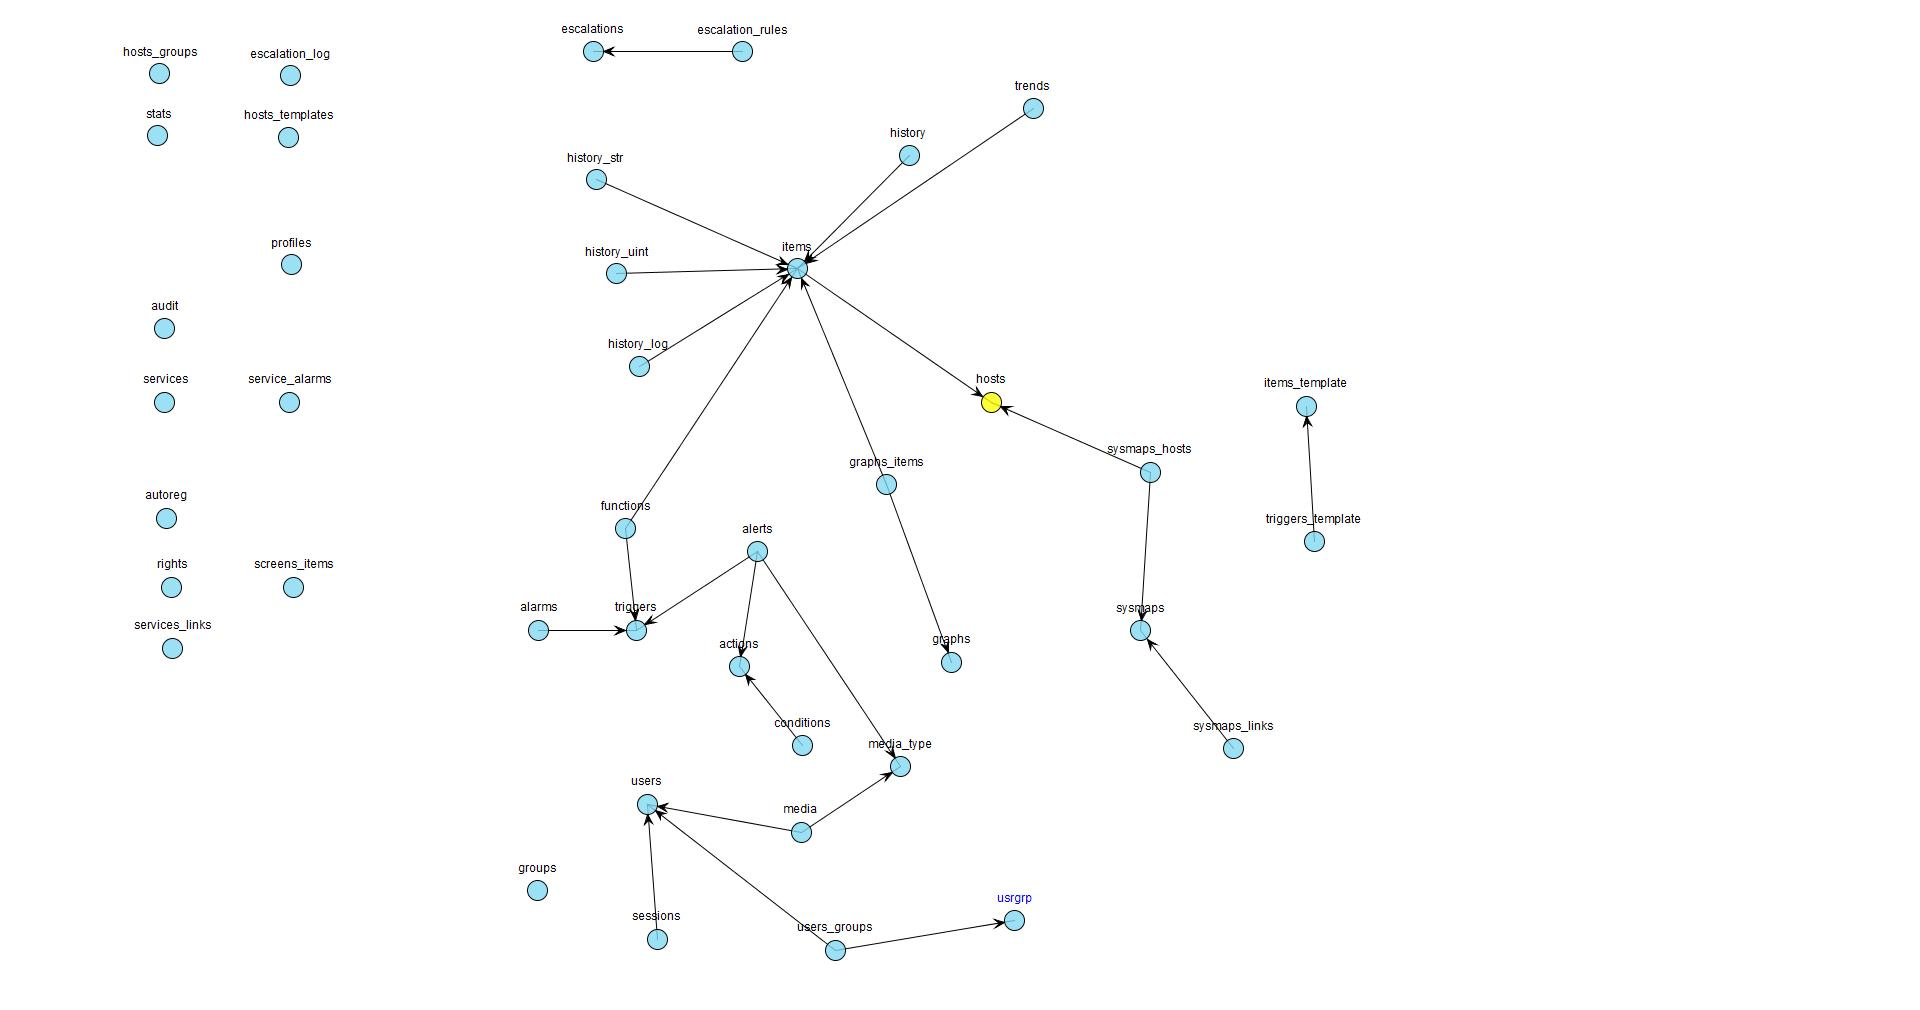 escalations
escalation_rules
hosts_groups
escalation_log
trends
stats
hosts_templates
history
history_str
profiles
items
history_uint
audit
history_log
services
service_alarms
hosts
items_template
sysmaps_hosts
graphs_items
autoreg
functions
triggers_template
alerts
rights
screens_items
alarms
triggers
sysmaps
services_links
actions
graphs
conditions
sysmaps_links
media_type
users
media
groups
usrgrp
sessions
users_groups